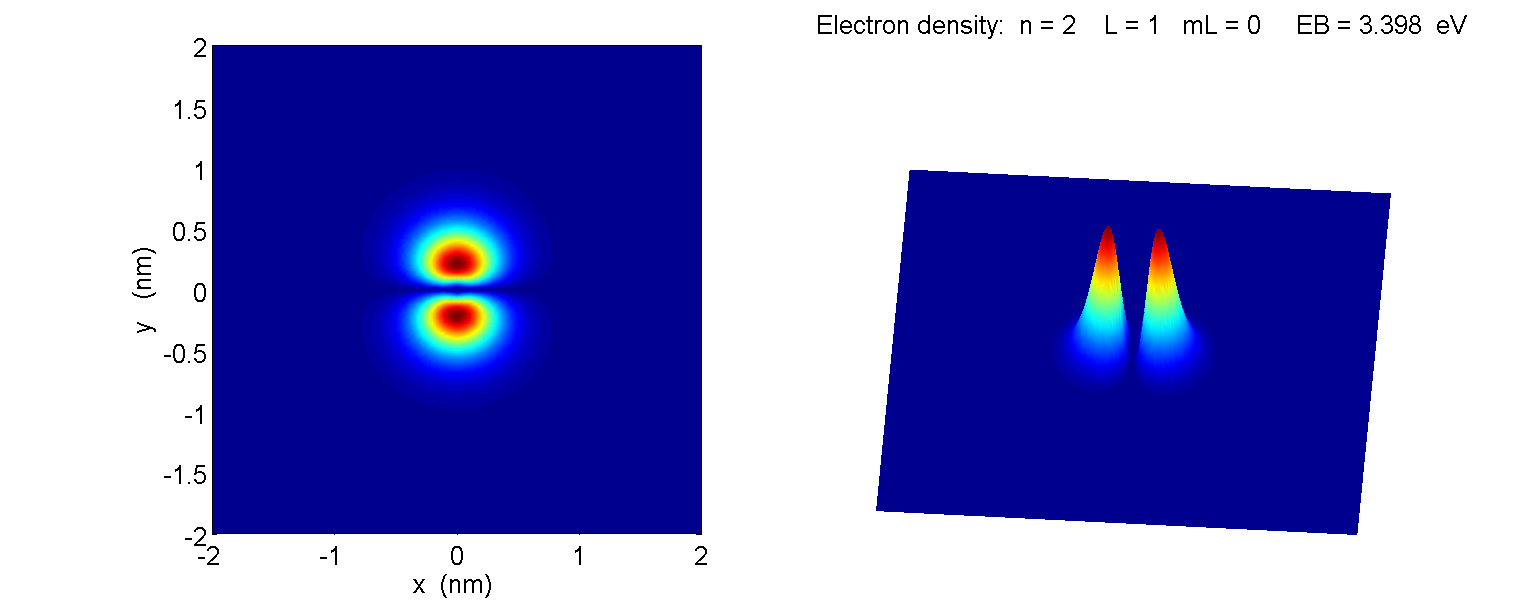 Electron density: n = 2 L = 1 mL = 0 EB = 3.398 eV
2
1.5
1
0.5
0
-0.5
-1
-1.5
-2
y (nm)
-2 -1 0 1 2
x (nm)